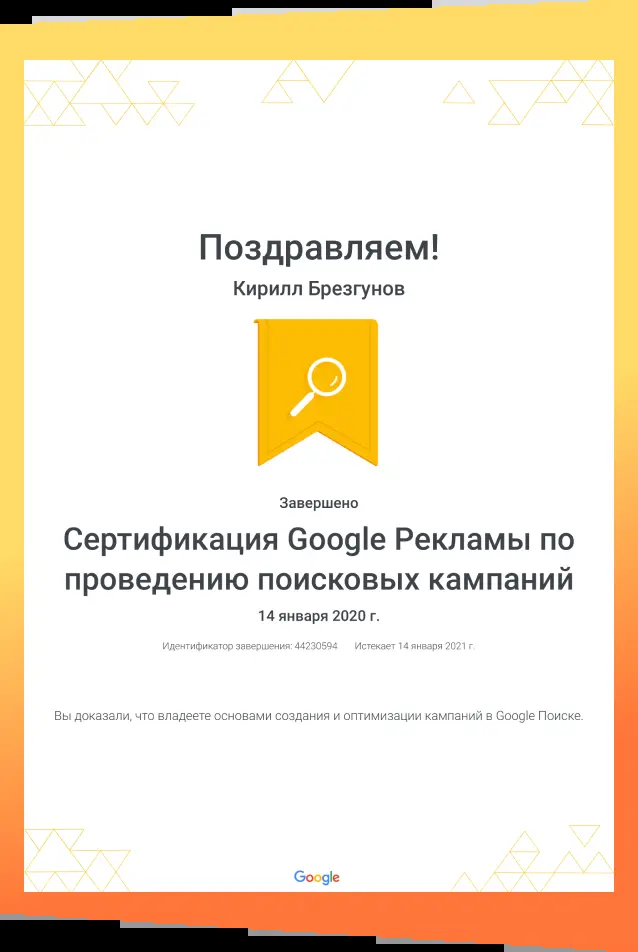 Поздравляем!
Кирилл Брезгунов
Завершено
Сертификация Google Рекламы по
проведению поисковых кампаний
14 января 2020 г.
Идентификатор завершения: 44230594 Истекает 14 января 2021 г.
Вы доказали, что владеете основами создания и оптимизации кампаний в Google Поиске.
Google